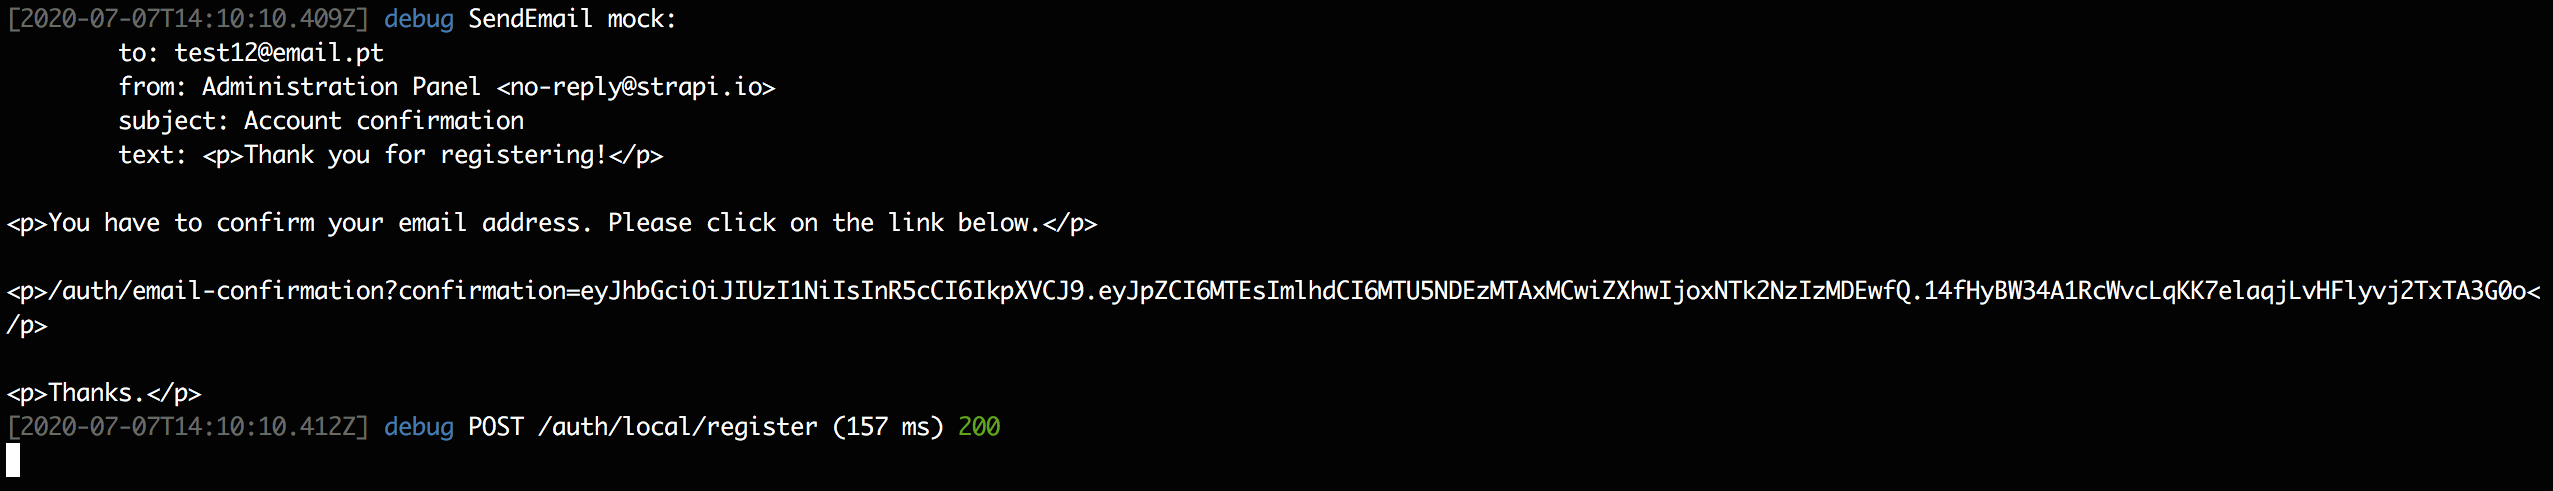 [2020-07-07T14:10:10.409Z] debug SendEmail mock:
to: test12@email.pt
from: Administration Panel <no-reply@strapi.io>
subject: Account confirmation
text: <p>Thank you for registering!</p>
<p>You have to confirm your email address. Please click on the link below.</p>
<p>/auth/email-confirmation?confirmation=eyJhbGciOiJIUzI1NiIsInR5cCI6IkpXVCJ9.eyJpZCI6MTEsImlhdCI6MTU5NDEzMTAxMCwiZXhwIjoxNTk2NzIzMDEwfQ.14fHyBW34A1RcWvcLqKK7elaqjLvHFlyvj2TxTA3G0o<
/p>
<p>Thanks.</p>
[2020-07-07T14:10:10.412Z] debug POST /auth/local/register (157 ms) 200